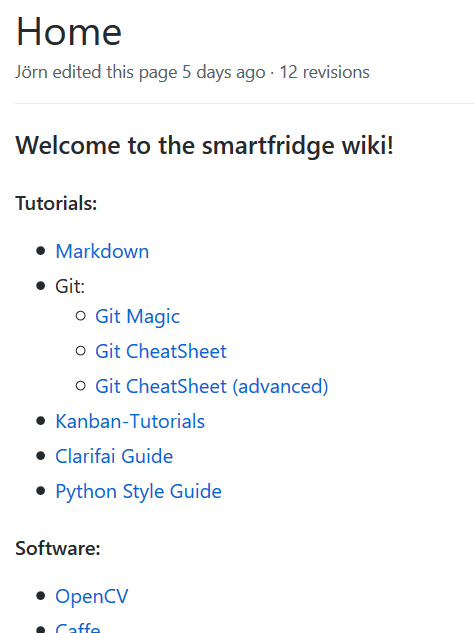 Home
Jörn edited this page 5 days ago · 12 revisions
Welcome to the smartfridge wiki!
Tutorials:
Markdown
Git:
Git Magic
Git CheatSheet
Git CheatSheet (advanced)
Kanban-Tutorials
Clarifai Guide
Python Style Guide
Software:
OpenCV
Caffe